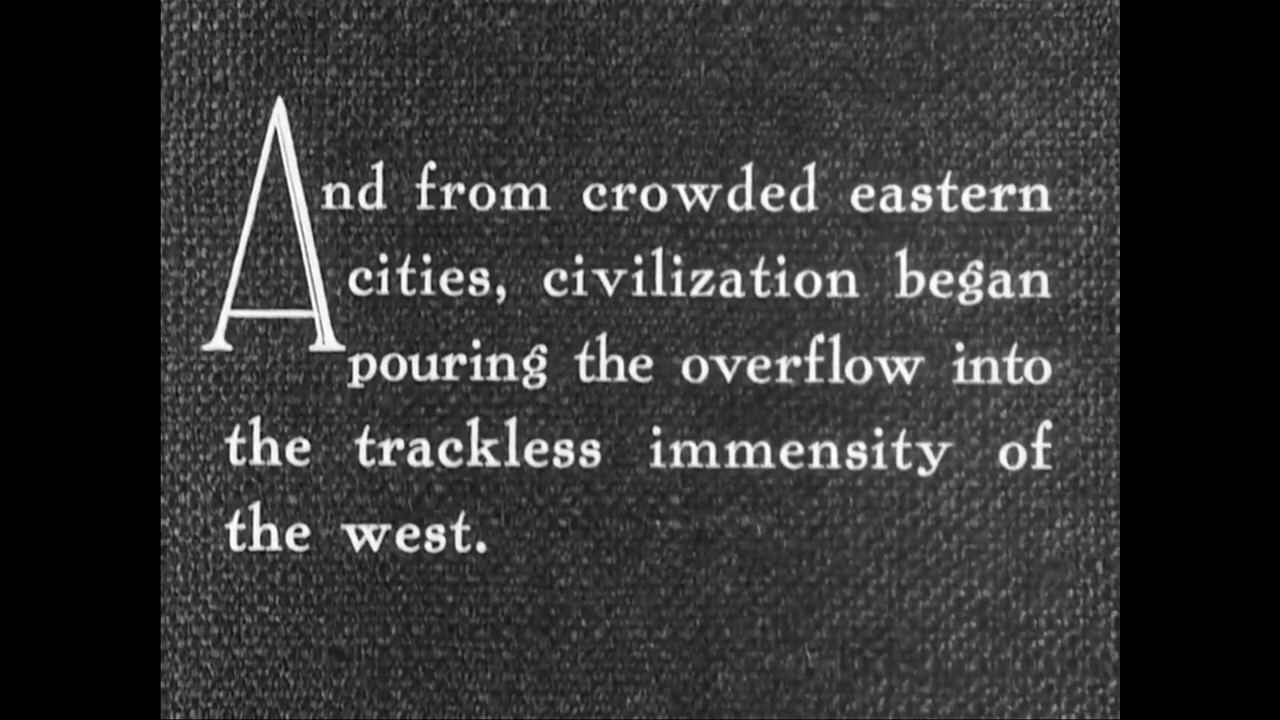 And from crowded eastern
cities, civilization began
pouring the overflow into
the trackless immensity of
the west.